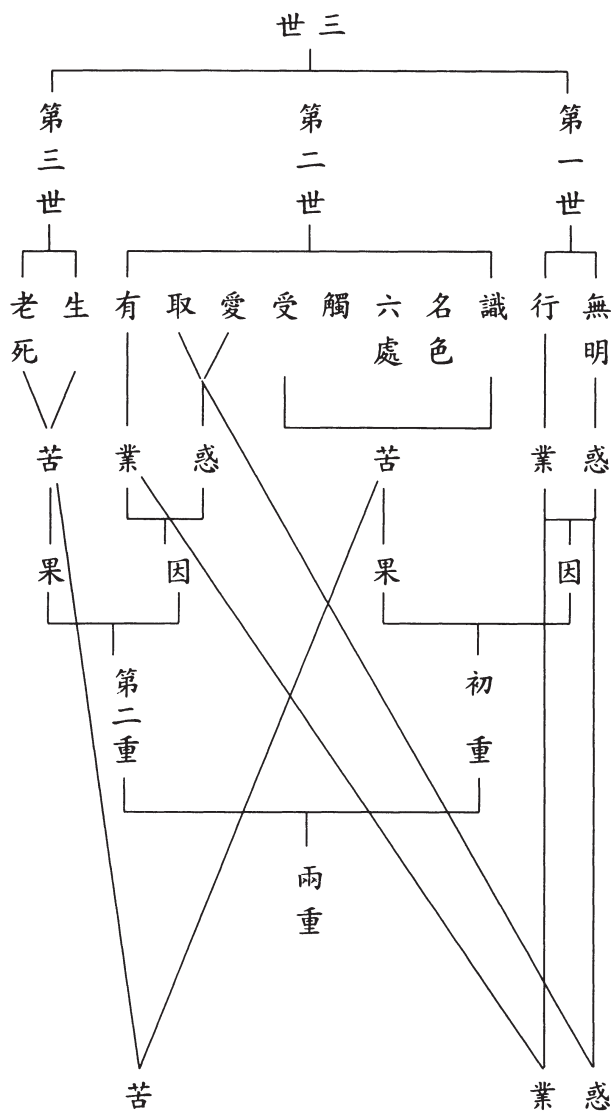 三世
第一世
第二世
第三世
無明
行
識
名色
六處
觸
受
愛
取
有
生
老死
惑
業
苦
惑
業
苦
因
果
因
果
初重
第二重
兩重
惑
業
苦